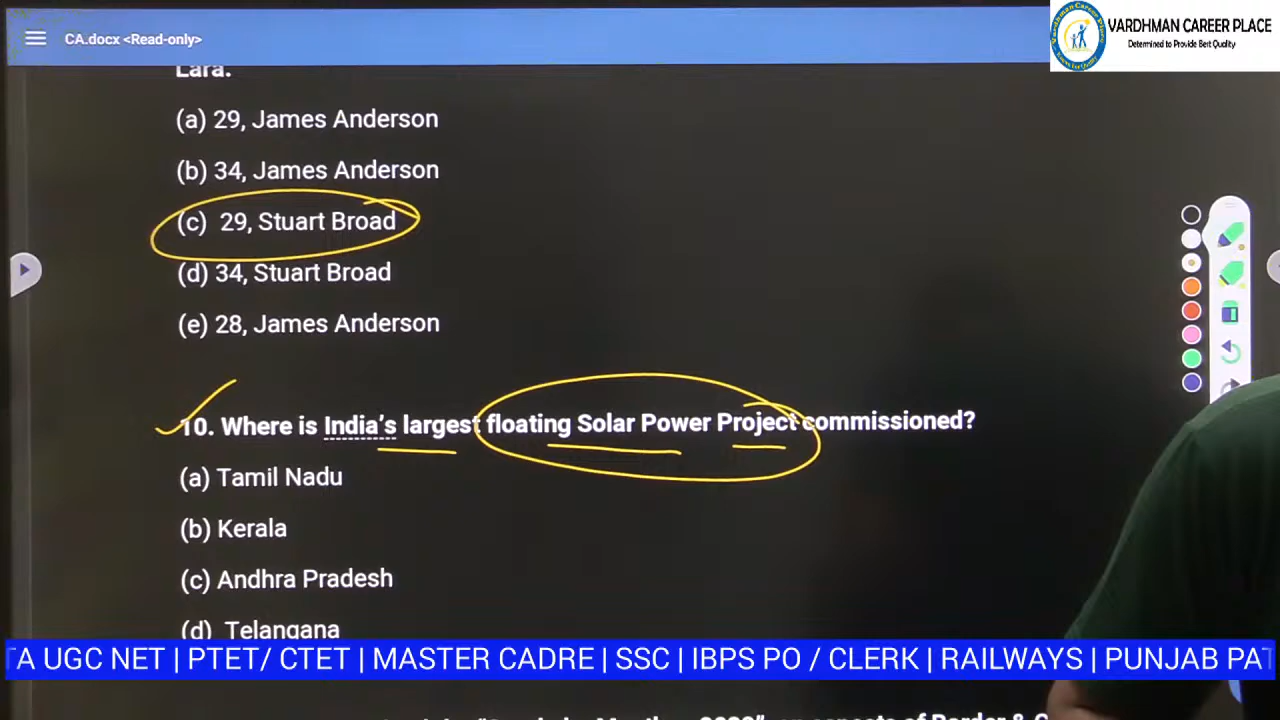 CA.docx <Read-only>
VARDHMAN CAREER PLACE
Determined to Provide Bert Quality
Lara.
(a) 29, James Anderson
(b) 34, James Anderson
(c) 29, Stuart Broad
(d) 34, Stuart Broad
(e) 28, James Anderson
10. Where is India's largest floating Solar Power Project commissioned?
(a) Tamil Nadu
(b) Kerala
(c) Andhra Pradesh
(d) Telangana
TA UGC NET | PTET/ CTET | MASTER CADRE | SSC | IBPS PO / CLERK | RAILWAYS | PUNJAB PAT